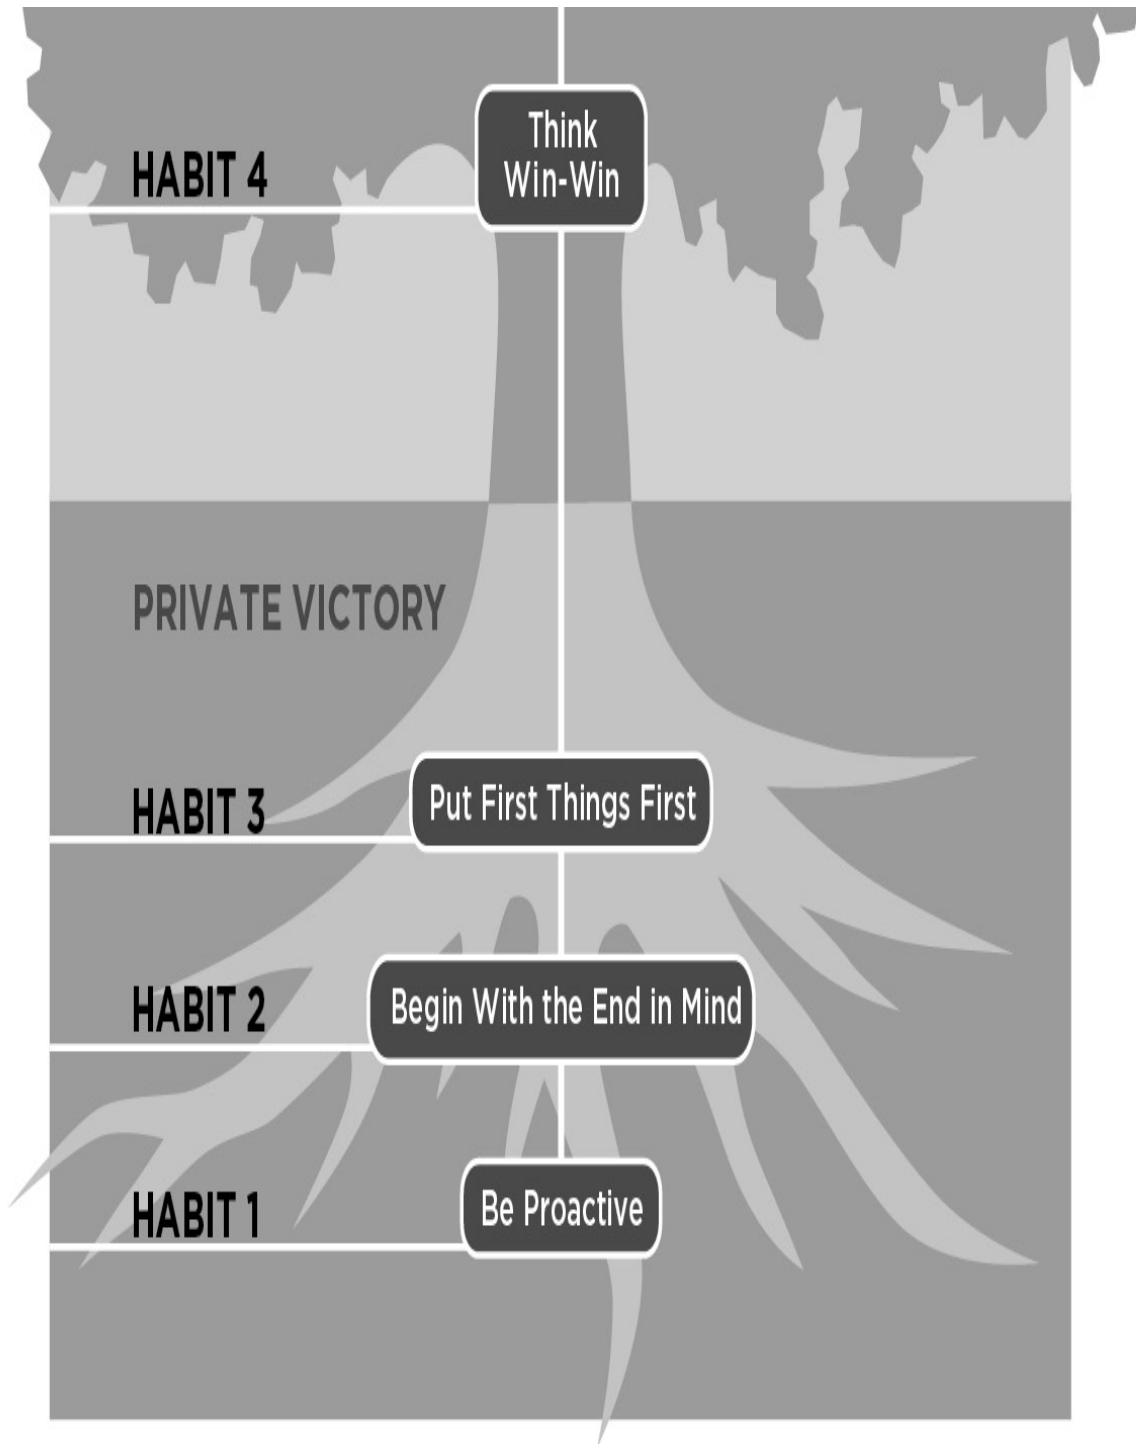 Think
Win-Win
HABIT 4
PRIVATE VICTORY
HABIT 3
Put First Things First
HABIT 2
Begin With the End in Mind
HABIT 1
Be Proactive